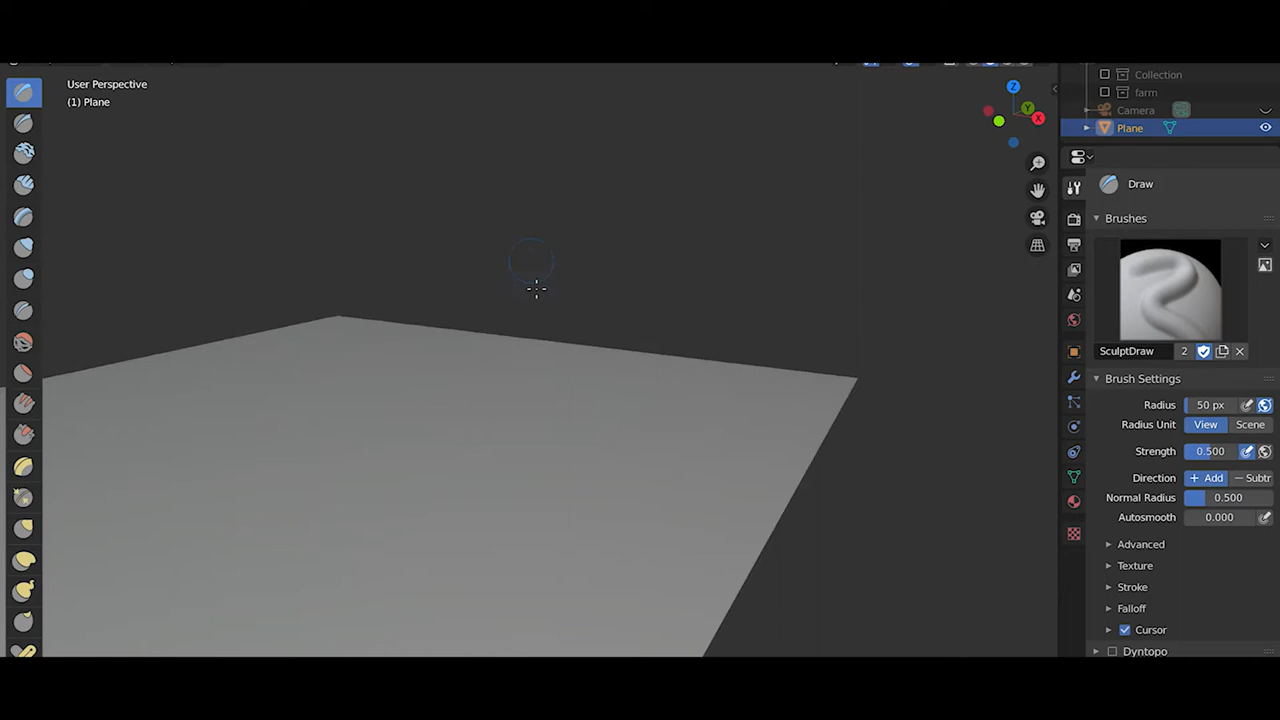 User Perspective
(1) Plane
Z
Y
X
Collection
farm
Camera
Plane
Draw
Brushes
SculptDraw 2
Brush Settings
Radius 50 px
Radius Unit View Scene
Strength 0.500
Direction + Add − Subtr
Normal Radius 0.500
Autosmooth 0.000
Advanced
Texture
Stroke
Falloff
Cursor
Dyntopo